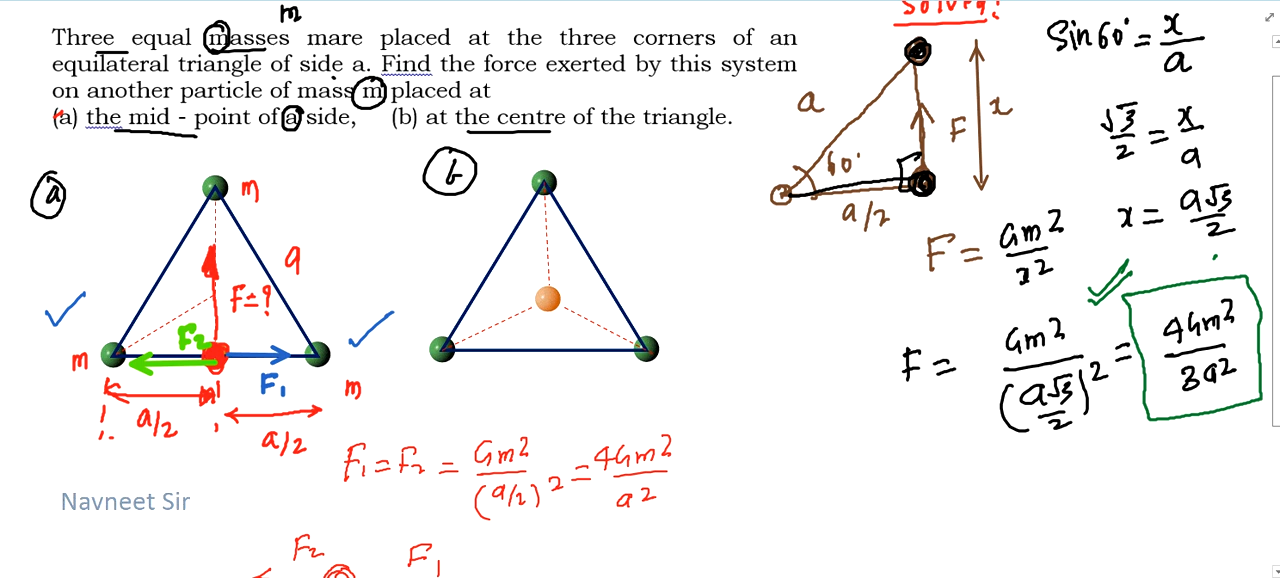 m
Solved:
Three equal masses mare placed at the three corners of an
equilateral triangle of side a. Find the force exerted by this system
on another particle of mass m placed at
(a) the mid - point of a side, (b) at the centre of the triangle.
a
m
a
F=?
F2
m
F1
m
m
a/2
a/2
F1 = F2 = Gm2 / (a/2)2 = 4Gm2 / a2
Navneet Sir
F2 F1
b
a
60°
a/2
F
x
Sin60° = x / a
√3 / 2 = x / a
x = a√3 / 2
F = Gm2 / x2
F = Gm2 / (a√3 / 2)2 = 4Gm2 / 3a2